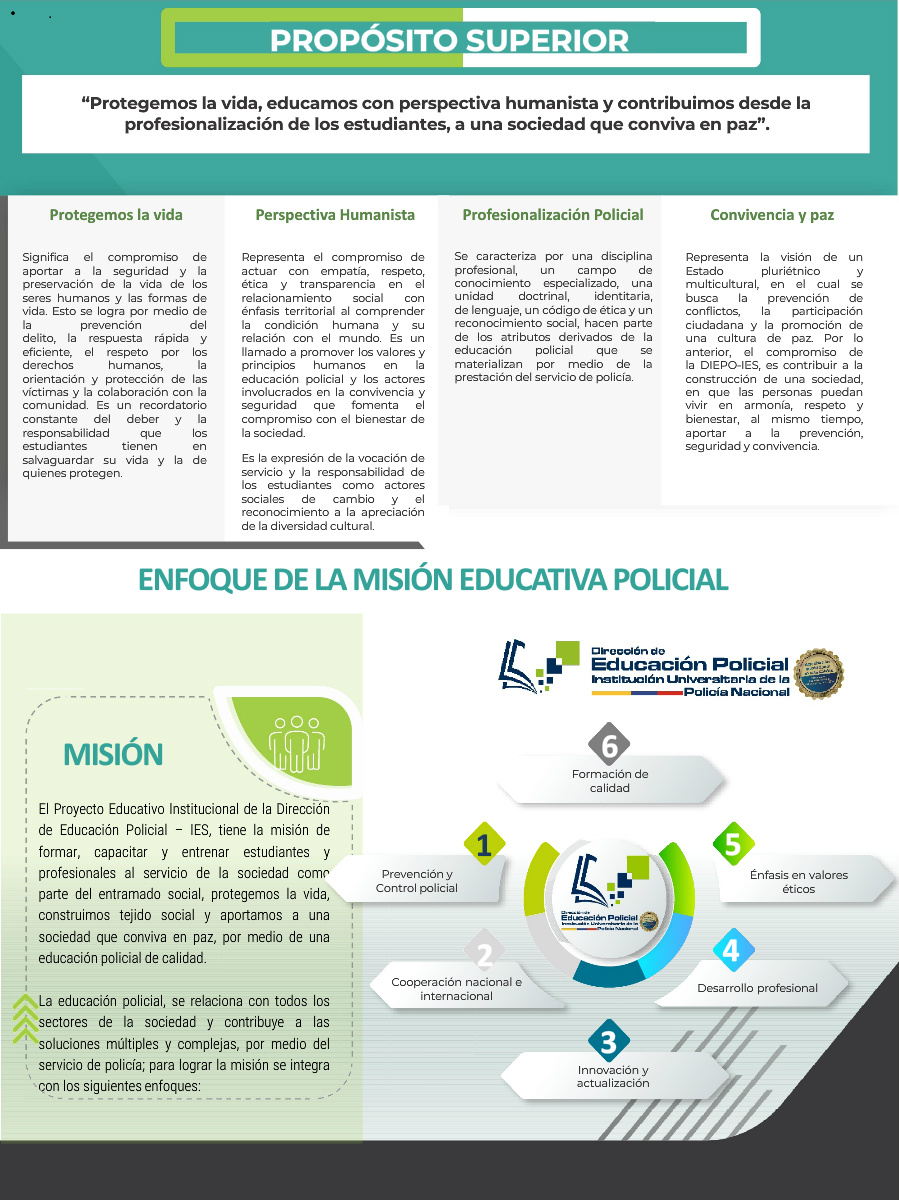 PROPÓSITO SUPERIOR
“Protegemos la vida, educamos con perspectiva humanista y contribuimos desde la
profesionalización de los estudiantes, a una sociedad que conviva en paz”.
Protegemos la vida
Significa el compromiso de
aportar a la seguridad y la
preservación de la vida de los
seres humanos y las formas de
vida. Esto se logra por medio de
la prevención del
delito, la respuesta rápida y
eficiente, el respeto por los
derechos humanos, la
orientación y protección de las
víctimas y la colaboración con la
comunidad. Es un recordatorio
constante del deber y la
responsabilidad que los
estudiantes tienen en
salvaguardar su vida y la de
quienes protegen.
Perspectiva Humanista
Representa el compromiso de
actuar con empatía, respeto,
ética y transparencia en el
relacionamiento social con
énfasis territorial al comprender
la condición humana y su
relación con el mundo. Es un
llamado a promover los valores y
principios humanos en la
educación policial y los actores
involucrados en la convivencia y
seguridad que fomenta el
compromiso con el bienestar de
la sociedad.
Es la expresión de la vocación de
servicio y la responsabilidad de
los estudiantes como actores
sociales de cambio y el
reconocimiento a la apreciación
de la diversidad cultural.
Profesionalización Policial
Se caracteriza por una disciplina
profesional, un campo de
conocimiento especializado, una
unidad doctrinal, identitaria,
de lenguaje, un código de ética y un
reconocimiento social, hacen parte
de los atributos derivados de la
educación policial que se
materializan por medio de la
prestación del servicio de policía.
Convivencia y paz
Representa la visión de un
Estado pluriétnico y
multicultural, en el cual se
busca la prevención de
conflictos, la participación
ciudadana y la promoción de
una cultura de paz. Por lo
anterior, el compromiso de
la DIEPO-IES, es contribuir a la
construcción de una sociedad,
en que las personas puedan
vivir en armonía, respeto y
bienestar, al mismo tiempo,
aportar a la prevención,
seguridad y convivencia.
ENFOQUE DE LA MISIÓN EDUCATIVA POLICIAL
MISIÓN
El Proyecto Educativo Institucional de la Dirección
de Educación Policial – IES, tiene la misión de
formar, capacitar y entrenar estudiantes y
profesionales al servicio de la sociedad como
parte del entramado social, protegemos la vida,
construimos tejido social y aportamos a una
sociedad que conviva en paz, por medio de una
educación policial de calidad.
La educación policial, se relaciona con todos los
sectores de la sociedad y contribuye a las
soluciones múltiples y complejas, por medio del
servicio de policía; para lograr la misión se integra
con los siguientes enfoques:
Dirección de
Educación Policial
Institución Universitaria de la
Policía Nacional
6
Formación de
calidad
1
Prevención y
Control policial
5
Énfasis en valores
éticos
Dirección de
Educación Policial
Institución Universitaria de la
Policía Nacional
2
Cooperación nacional e
internacional
4
Desarrollo profesional
3
Innovación y
actualización